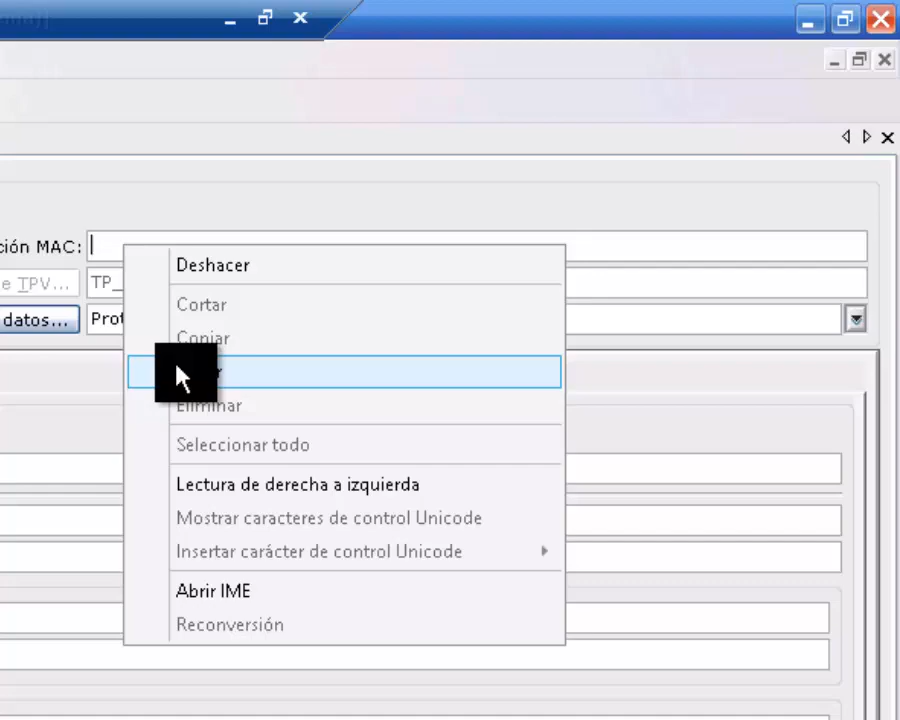 ción MAC:
e TPV... TP_
datos... Prot
Deshacer
Cortar
Copiar
Eliminar
Seleccionar todo
Lectura de derecha a izquierda
Mostrar caracteres de control Unicode
Insertar carácter de control Unicode
Abrir IME
Reconversión